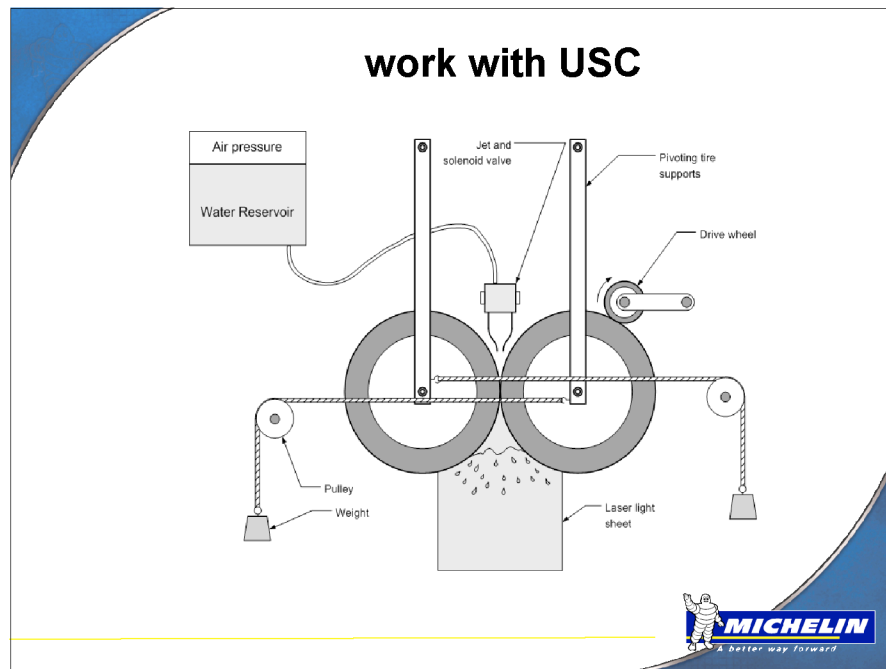 work with USC
Air pressure
Water Reservoir
Jet and
solenoid valve
Pivoting tire
supports
Drive wheel
Pulley
Weight
Laser light
sheet
MICHELIN
A better way forward